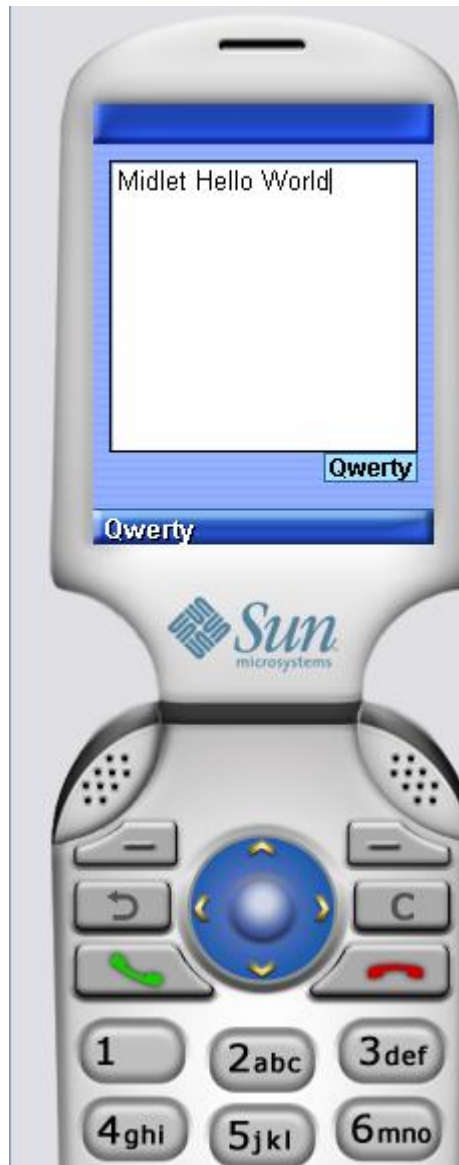 Midlet Hello World
Qwerty
Qwerty
Sun
microsystems
C
1
2abc
3def
4ghi
5jkl
6mno